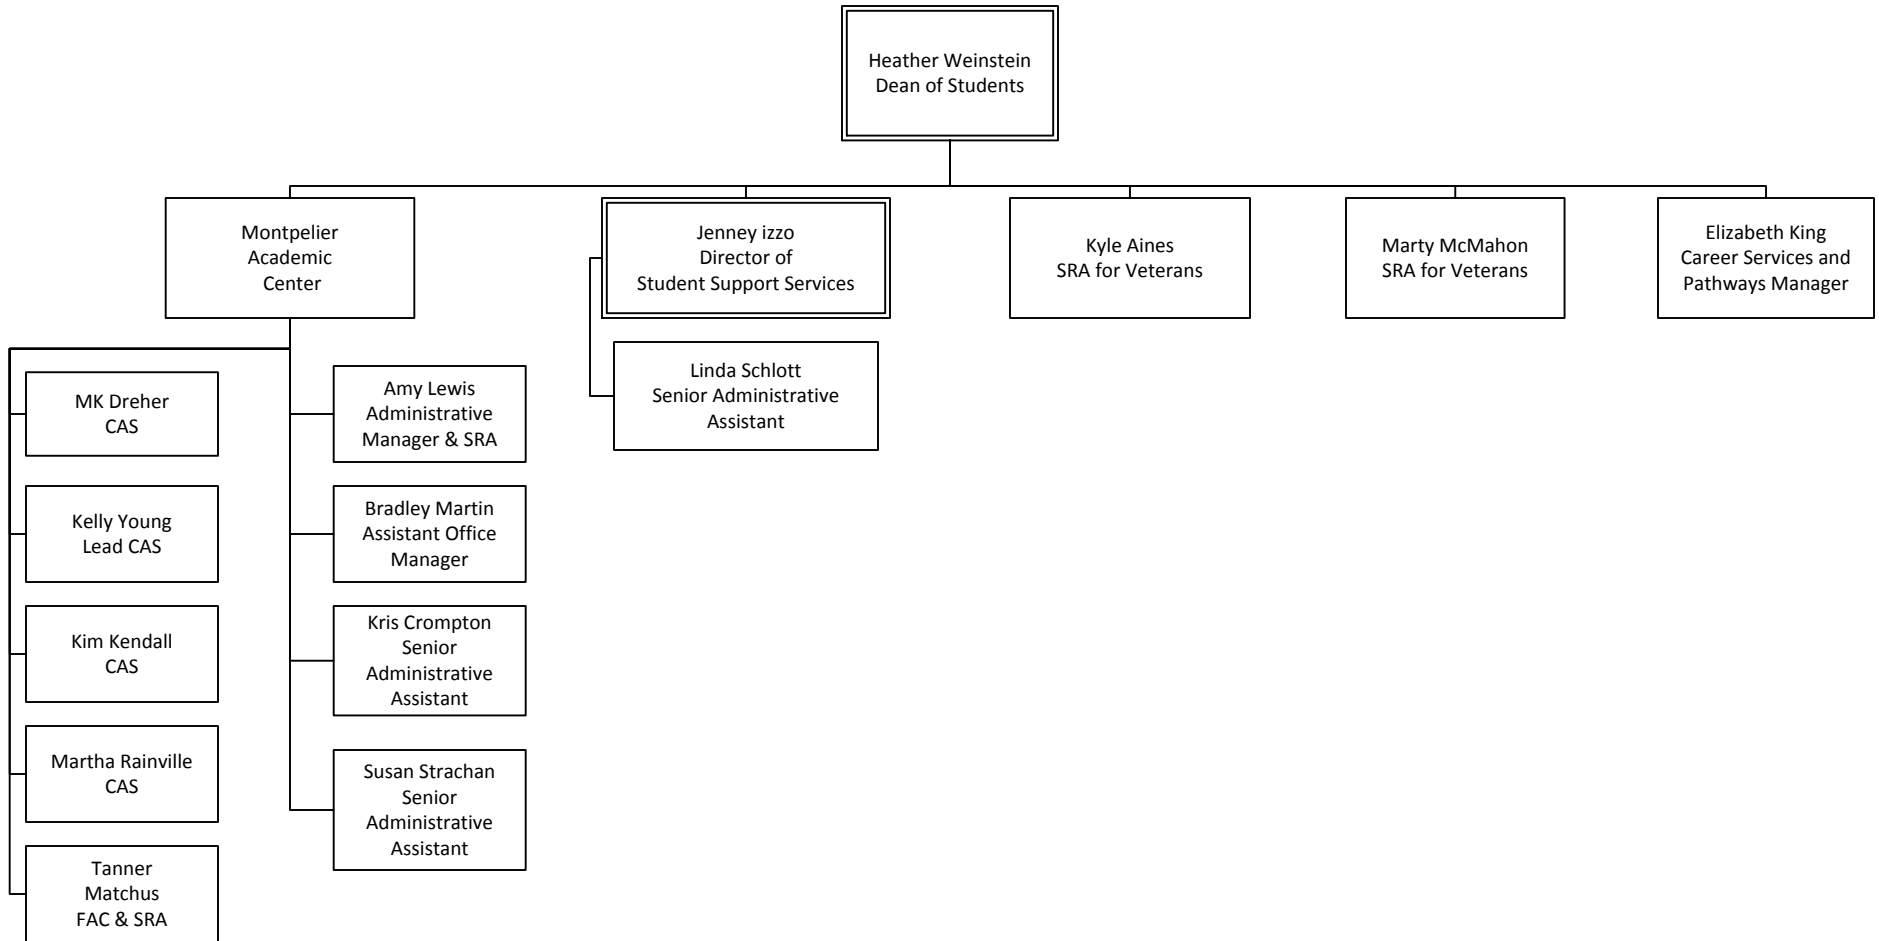 Heather Weinstein
Dean of Students
Montpelier
Academic
Center
Jenney izzo
Director of
Student Support Services
Kyle Aines
SRA for Veterans
Marty McMahon
SRA for Veterans
Elizabeth King
Career Services and
Pathways Manager
Linda Schlott
Senior Administrative
Assistant
MK Dreher
CAS
Kelly Young
Lead CAS
Kim Kendall
CAS
Martha Rainville
CAS
Tanner
Matchus
FAC & SRA
Amy Lewis
Administrative
Manager & SRA
Bradley Martin
Assistant Office
Manager
Kris Crompton
Senior
Administrative
Assistant
Susan Strachan
Senior
Administrative
Assistant